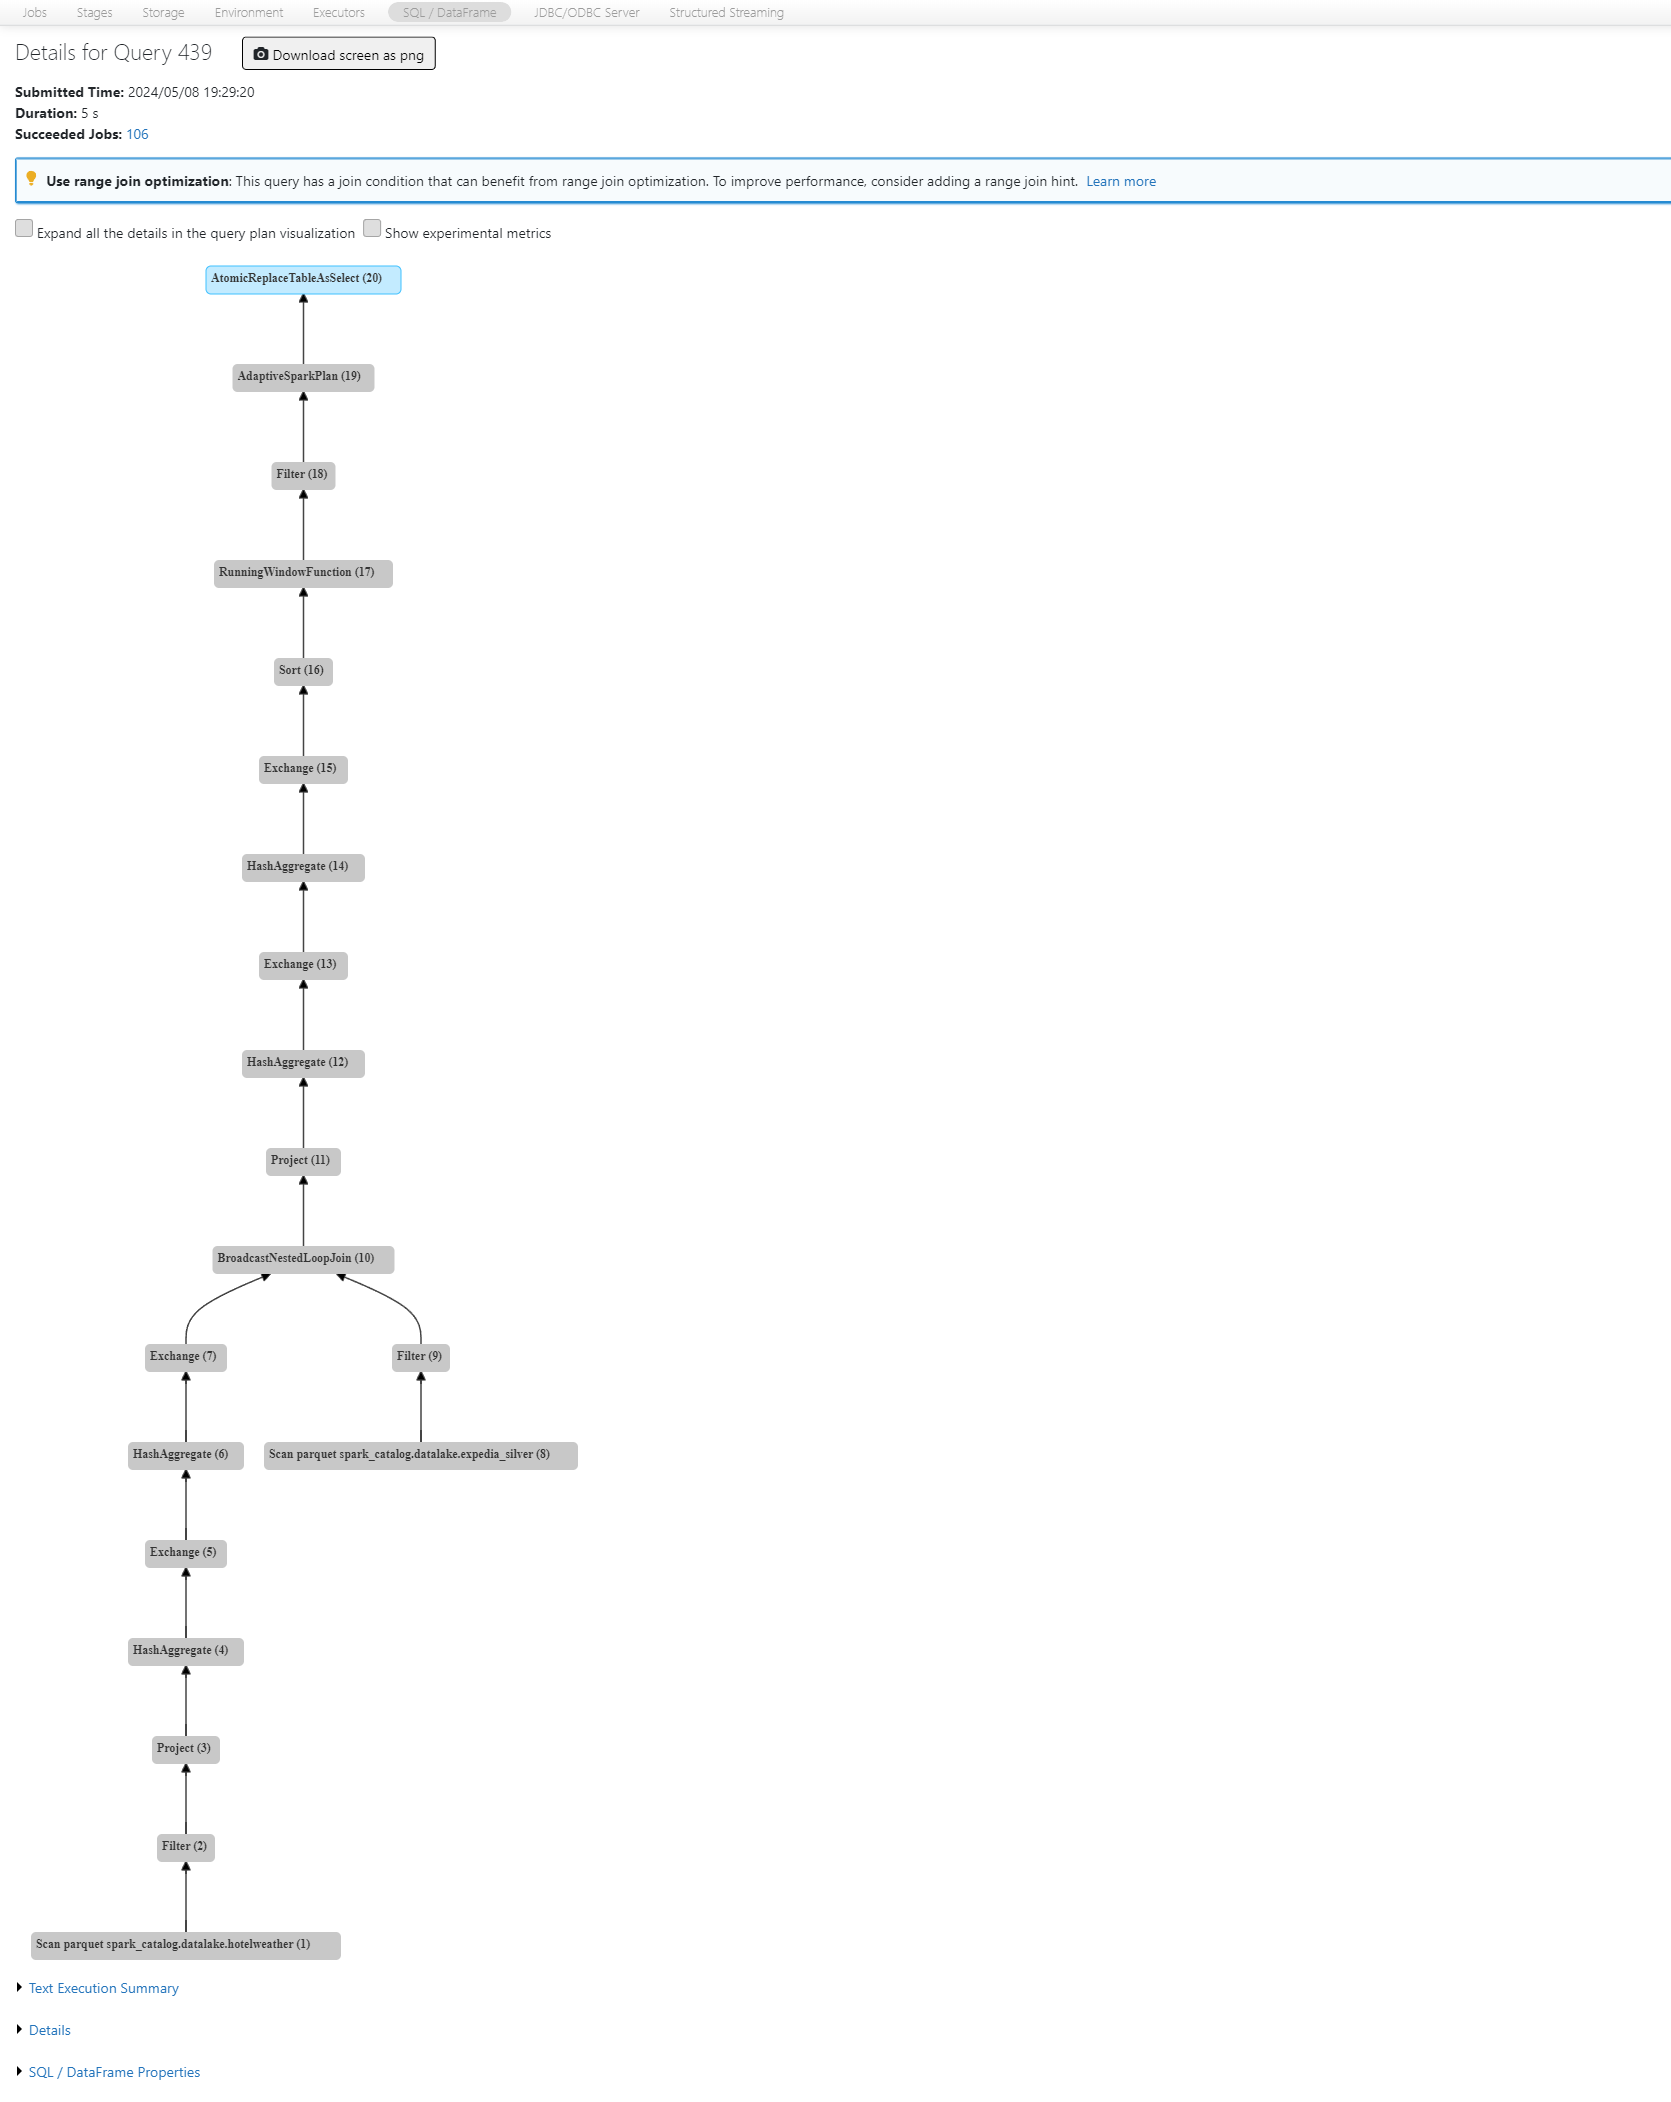 Jobs Stages Storage Environment Executors SQL / DataFrame JDBC/ODBC Server Structured Streaming
Details for Query 439 Download screen as png
Submitted Time: 2024/05/08 19:29:20
Duration: 5 s
Succeeded Jobs: 106
Use range join optimization: This query has a join condition that can benefit from range join optimization. To improve performance, consider adding a range join hint. Learn more
Expand all the details in the query plan visualization Show experimental metrics
AtomicReplaceTableAsSelect (20)
AdaptiveSparkPlan (19)
Filter (18)
RunningWindowFunction (17)
Sort (16)
Exchange (15)
HashAggregate (14)
Exchange (13)
HashAggregate (12)
Project (11)
BroadcastNestedLoopJoin (10)
Exchange (7) Filter (9)
HashAggregate (6) Scan parquet spark_catalog.datalake.expedia_silver (8)
Exchange (5)
HashAggregate (4)
Project (3)
Filter (2)
Scan parquet spark_catalog.datalake.hotelweather (1)
Text Execution Summary
Details
SQL / DataFrame Properties